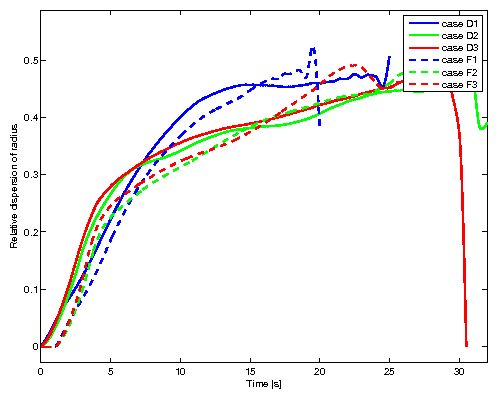 case D1
case D2
case D3
case F1
case F2
case F3
0.5
0.4
0.3
0.2
0.1
0
Relative dispersion of radius
0 5 10 15 20 25 30
Time [s]